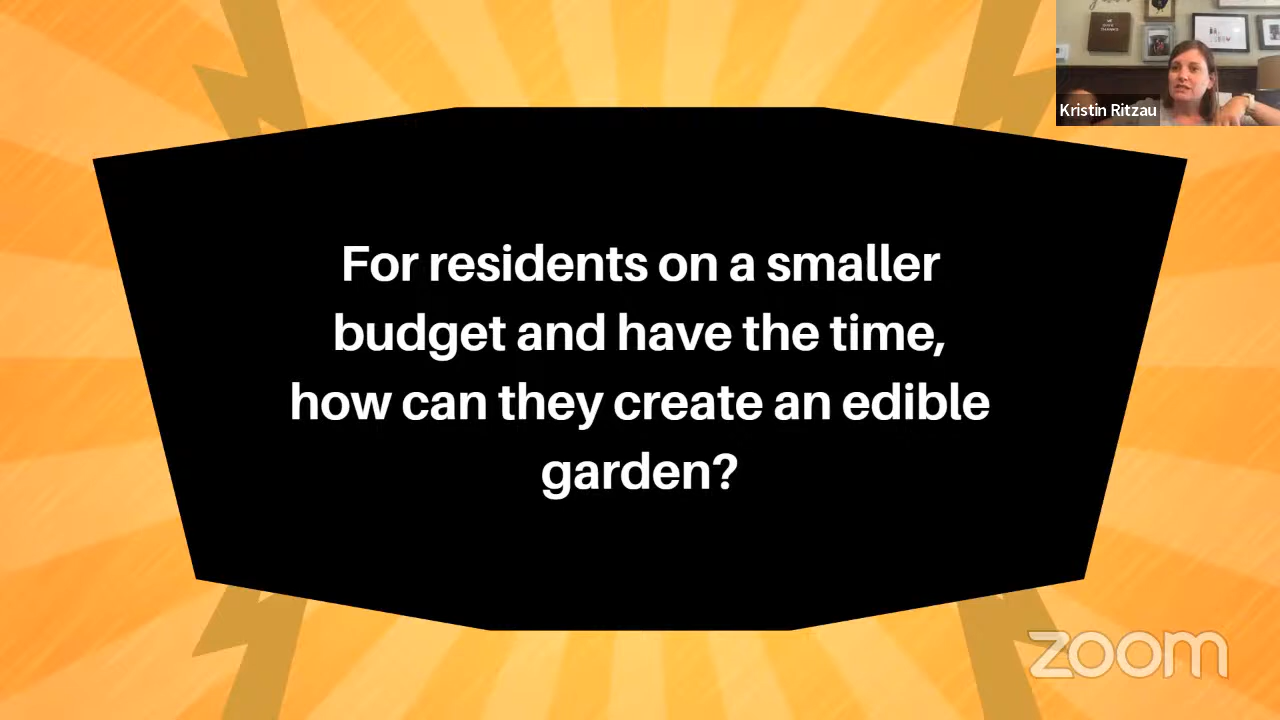 Kristin Ritzau
For residents on a smaller
budget and have the time,
how can they create an edible
garden?
zoom